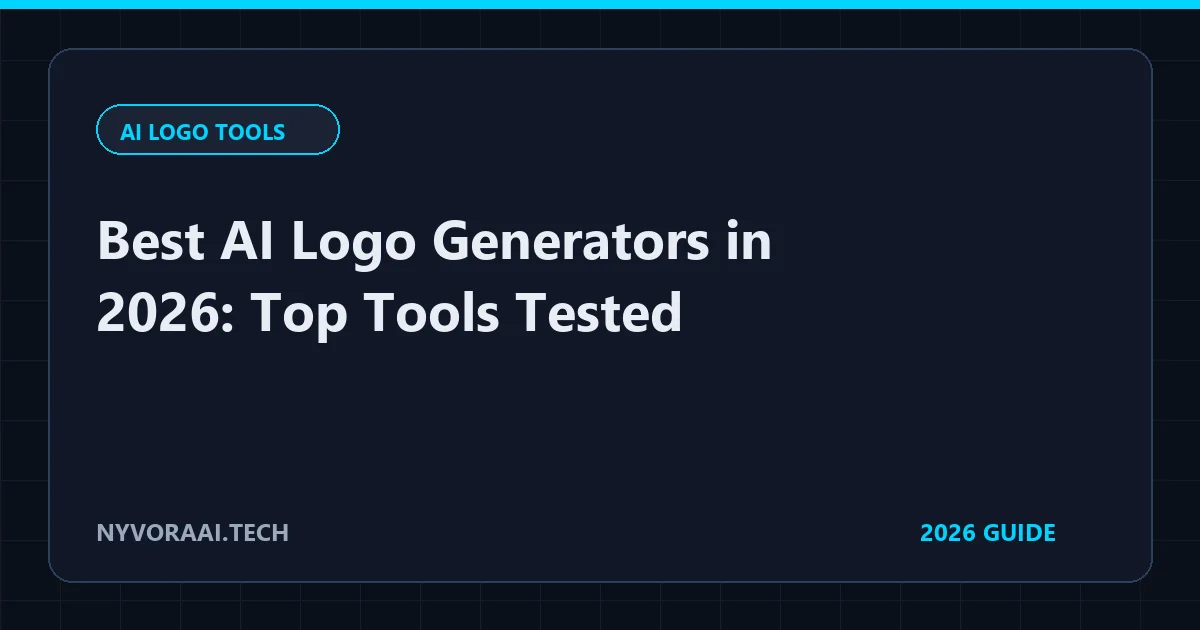 AI LOGO TOOLS
Best AI Logo Generators in
2026: Top Tools Tested
NYVORAAI.TECH
2026 GUIDE